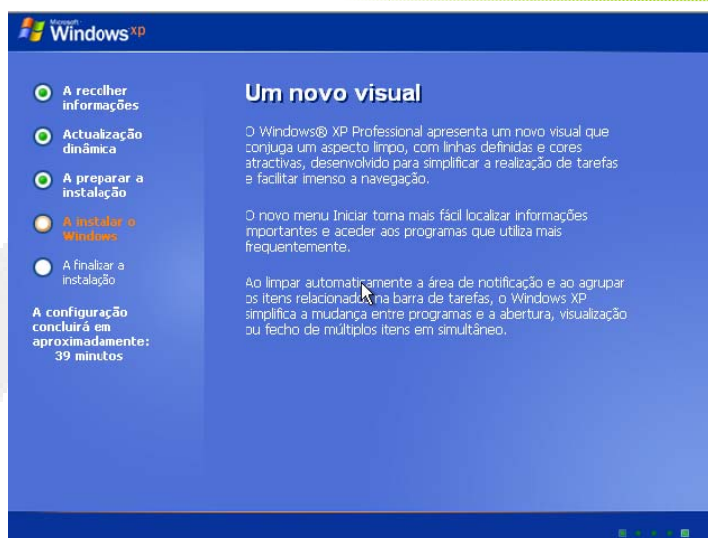 Microsoft
Windows xp
A recolher
informações
Actualização
dinâmica
A preparar a
instalação
A instalar o
Windows
A finalizar a
instalação
A configuração
concluirá em
aproximadamente:
39 minutos
Um novo visual
O Windows® XP Professional apresenta um novo visual que
conjuga um aspecto limpo, com linhas definidas e cores
atractivas, desenvolvido para simplificar a realização de tarefas
e facilitar imenso a navegação.
O novo menu Iniciar torna mais fácil localizar informações
importantes e aceder aos programas que utiliza mais
frequentemente.
Ao limpar automaticamente a área de notificação e ao agrupar
os itens relacionados na barra de tarefas, o Windows XP
simplifica a mudança entre programas e a abertura, visualização
ou fecho de múltiplos itens em simultâneo.